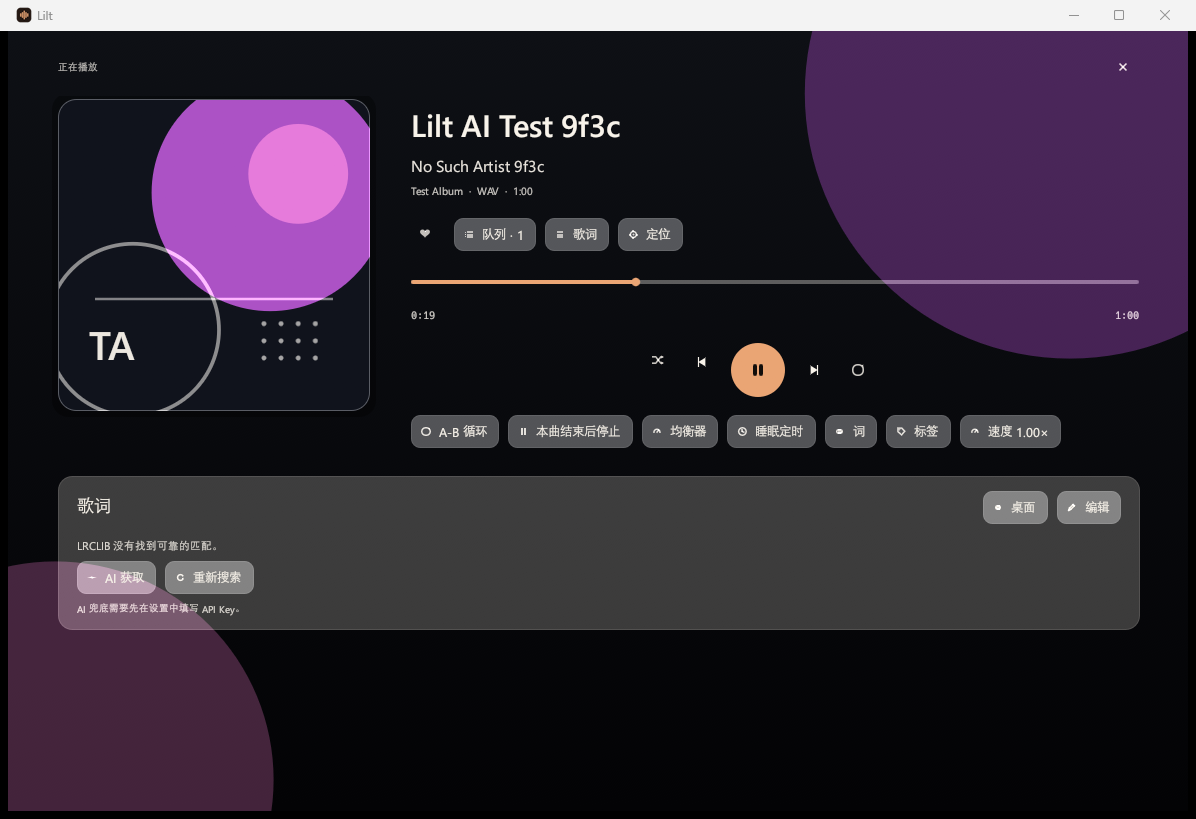 Lilt
正在播放
TA
Lilt AI Test 9f3c
No Such Artist 9f3c
Test Album · WAV · 1:00
队列 · 1 歌词 定位
0:19 1:00
A-B 循环 本曲结束后停止 均衡器 睡眠定时 词 标签 速度 1.00×
歌词 桌面 编辑
LRCLIB 没有找到可靠的匹配。
AI 获取 重新搜索
AI 兜底需要先在设置中填写 API Key。